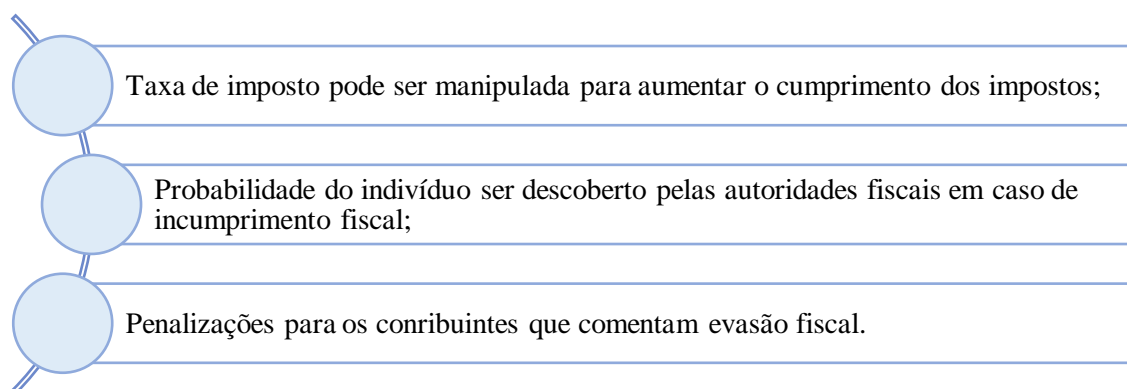 Taxa de imposto pode ser manipulada para aumentar o cumprimento dos impostos;
Probabilidade do indivíduo ser descoberto pelas autoridades fiscais em caso de
incumprimento fiscal;
Penalizações para os conribuintes que comentam evasão fiscal.